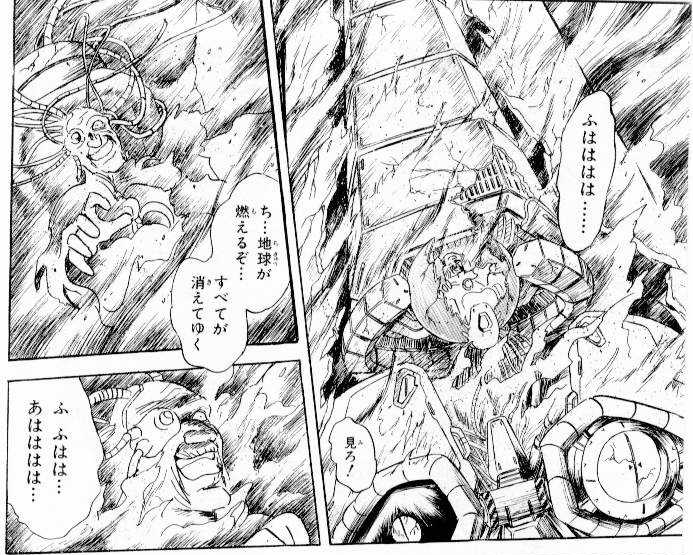 ふはははは……
見ろ！
ち…地球が
燃えるぞ…
すべてが
消えてゆく
ふ ふはは…
あはははは…